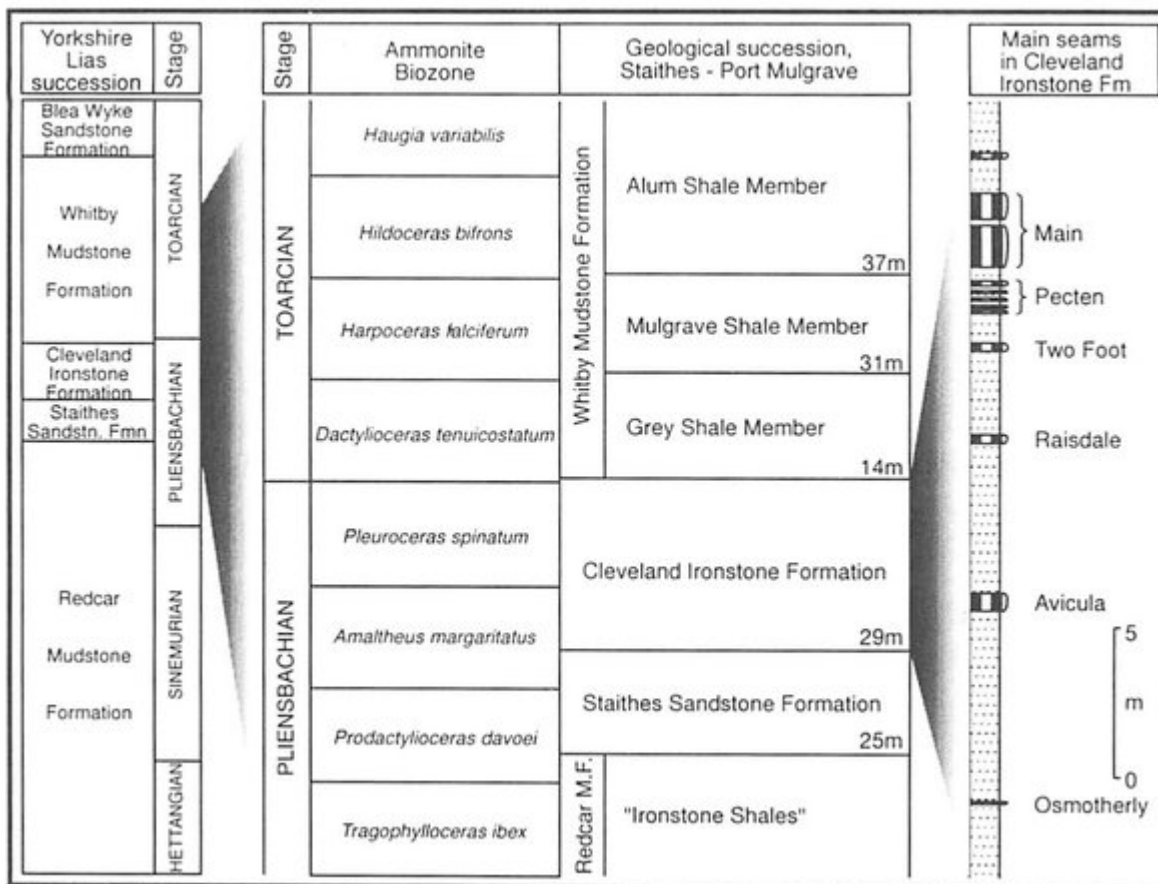 Yorkshire
Lias
succession
Stage
Blea Wyke
Sandstone
Formation
Whitby
Mudstone
Formation
Cleveland
Ironstone
Formation
Staithes
Sandstn. Fmn
Redcar
Mudstone
Formation
TOARCIAN
PLIENSBACHIAN
SINEMURIAN
HETTANGIAN
Stage
TOARCIAN
PLIENSBACHIAN
Ammonite
Biozone
Haugia variabilis
Hildoceras bifrons
Harpoceras falciferum
Dactylioceras tenuicostatum
Pleuroceras spinatum
Amaltheus margaritatus
Prodactylioceras davoei
Tragophylloceras ibex
Geological succession,
Staithes - Port Mulgrave
Whitby Mudstone Formation
Alum Shale Member
37m
Mulgrave Shale Member
31m
Grey Shale Member
14m
Cleveland Ironstone Formation
29m
Staithes Sandstone Formation
25m
Redcar M.F.
"Ironstone Shales"
Main seams
in Cleveland
Ironstone Fm
Main
Pecten
Two Foot
Raisdale
Avicula
5
m
0
Osmotherly